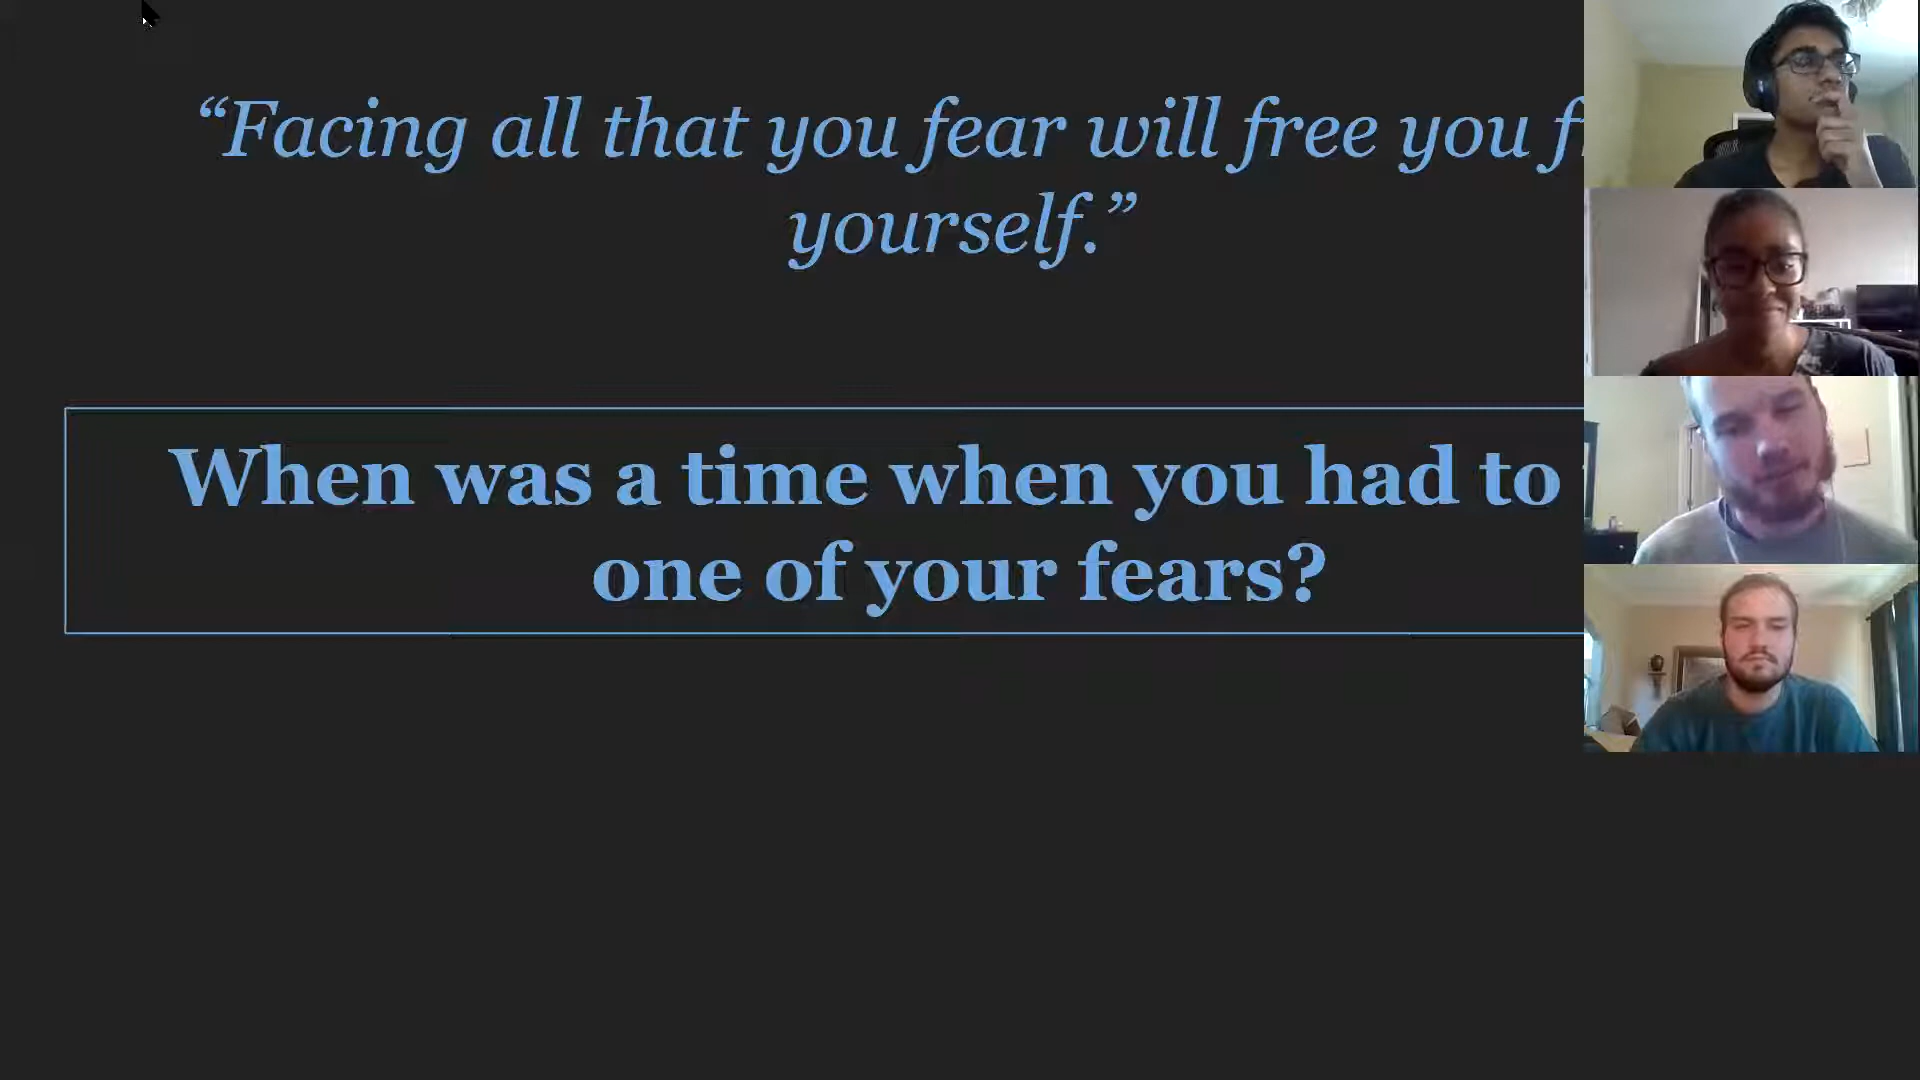 “Facing all that you fear will free you f
yourself.”
When was a time when you had to
one of your fears?